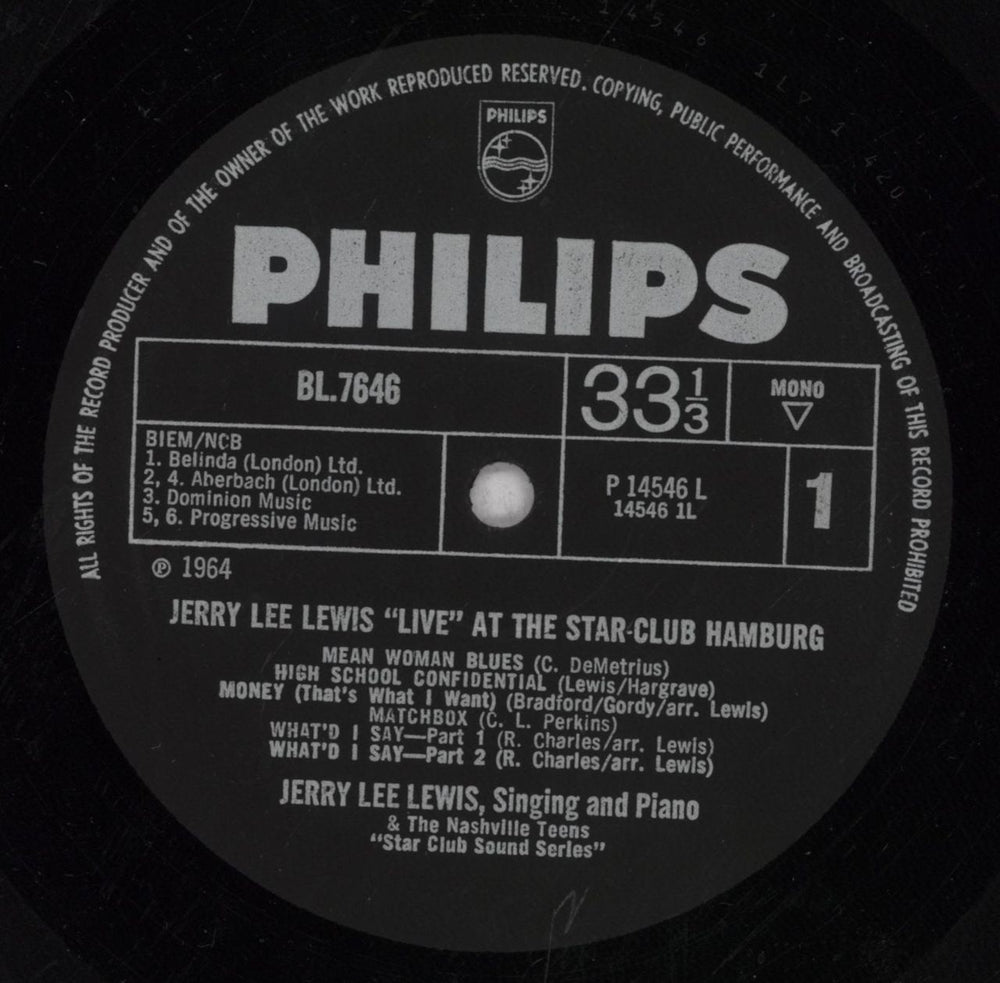 ALL RIGHTS OF THE RECORD PRODUCER AND OF THE OWNER OF THE WORK REPRODUCED RESERVED. COPYING, PUBLIC PERFORMANCE AND BROADCASTING OF THIS RECORD PROHIBITED
PHILIPS
PHILIPS
BL.7646
33 1/3
MONO
BIEM/NCB
1. Belinda (London) Ltd.
2, 4. Aberbach (London) Ltd.
3. Dominion Music
5, 6. Progressive Music
P 14546 L
14546 1L
1
℗ 1964
JERRY LEE LEWIS “LIVE” AT THE STAR-CLUB HAMBURG
MEAN WOMAN BLUES (C. DeMetrius)
HIGH SCHOOL CONFIDENTIAL (Lewis/Hargrave)
MONEY (That's What I Want) (Bradford/Gordy/arr. Lewis)
MATCHBOX (C. L. Perkins)
WHAT'D I SAY—Part 1 (R. Charles/arr. Lewis)
WHAT'D I SAY—Part 2 (R. Charles/arr. Lewis)
JERRY LEE LEWIS, Singing and Piano
& The Nashville Teens
“Star Club Sound Series”